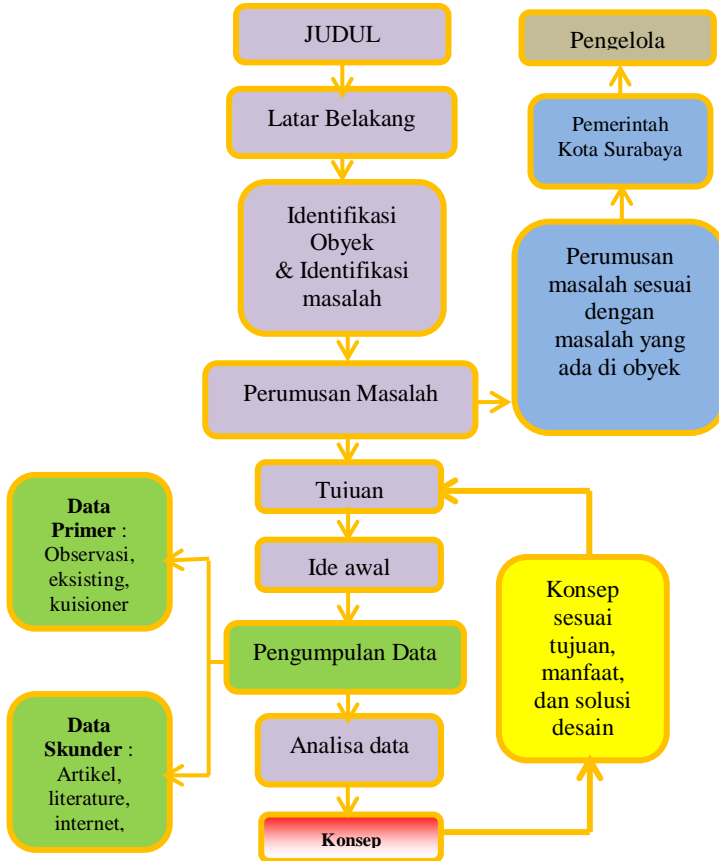 JUDUL
Latar Belakang
Identifikasi
Obyek
& Identifikasi
masalah
Perumusan Masalah
Pengelola
Pemerintah
Kota Surabaya
Perumusan
masalah sesuai
dengan
masalah yang
ada di obyek
Tujuan
Ide awal
Pengumpulan Data
Data
Primer :
Observasi,
eksisting,
kuisioner
Data
Skunder :
Artikel,
literature,
internet,
Analisa data
Konsep
Konsep
sesuai
tujuan,
manfaat,
dan solusi
desain